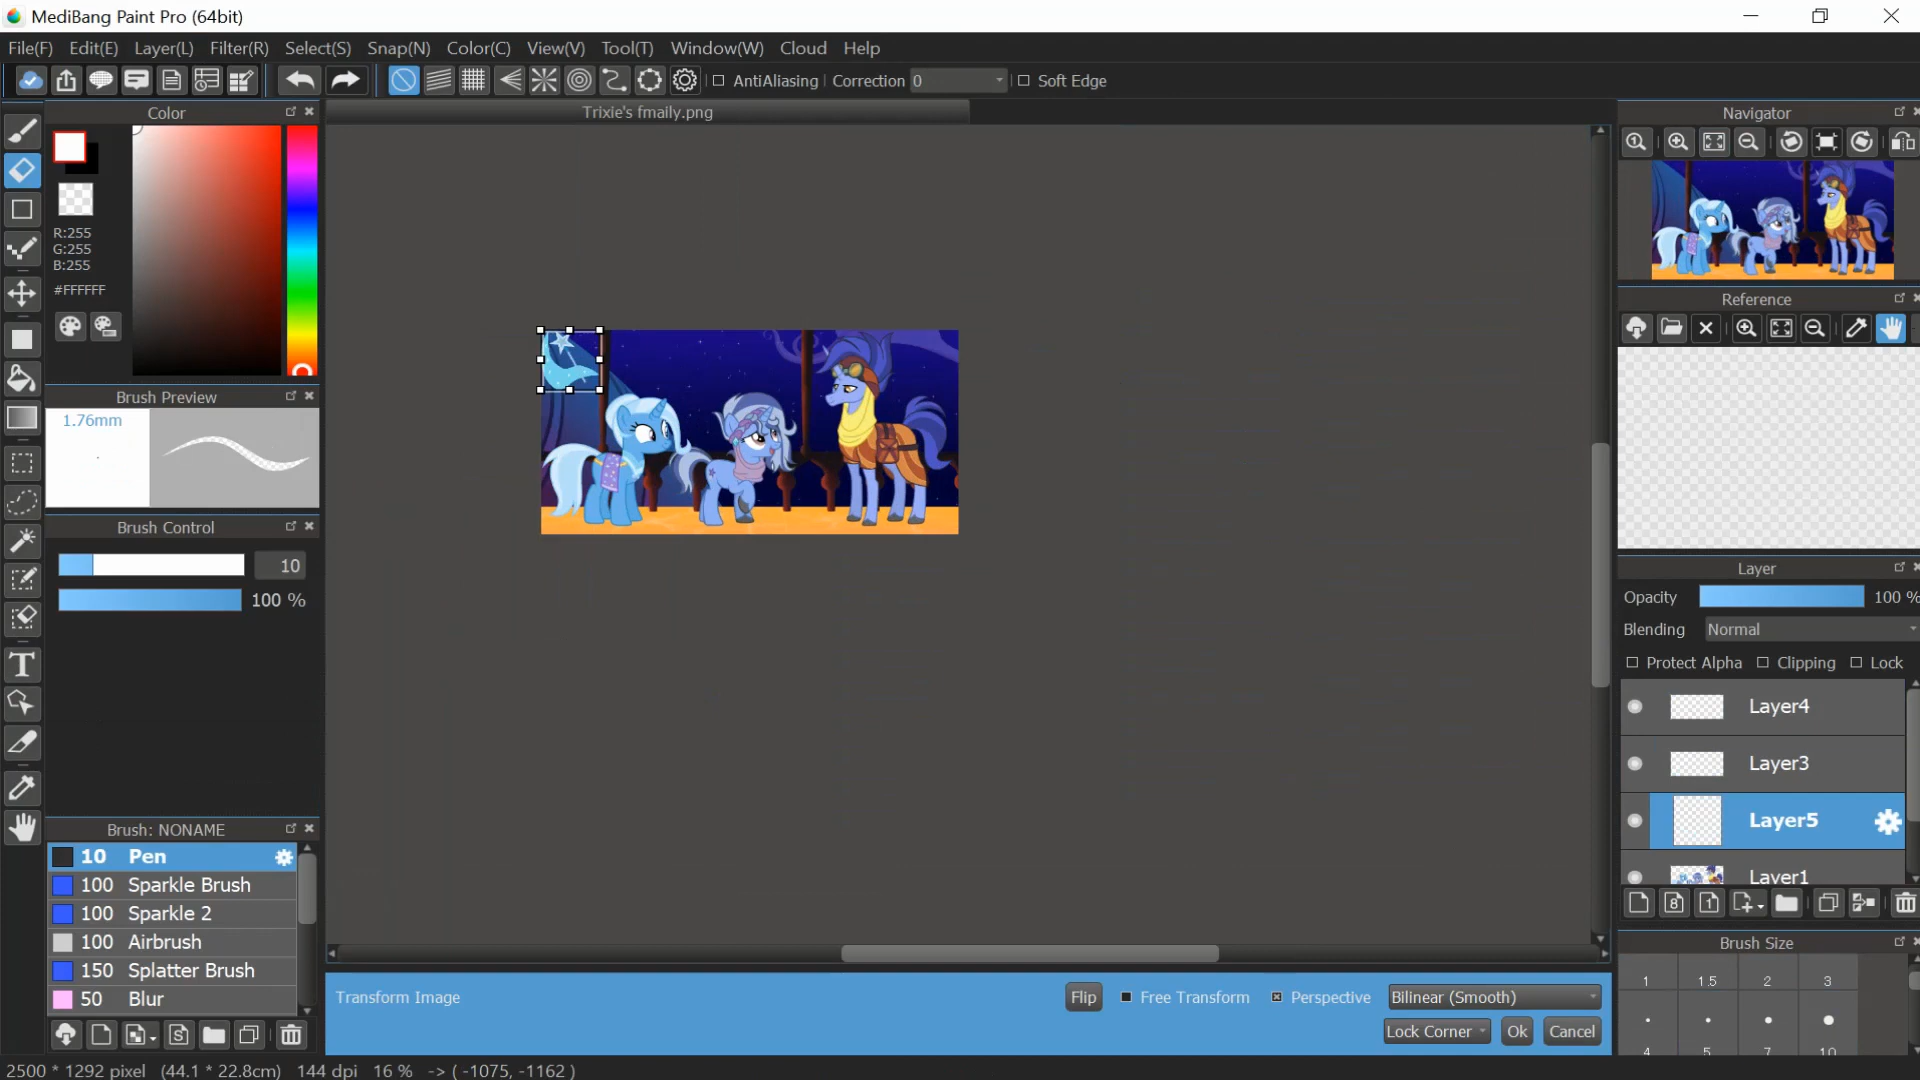 MediBang Paint Pro (64bit)
File(F) Edit(E) Layer(L) Filter(R) Select(S) Snap(N) Color(C) View(V) Tool(T) Window(W) Cloud Help
AntiAliasing Correction 0 Soft Edge
Color
Trixie's fmaily.png
Navigator
R:255
G:255
B:255
#FFFFFF
Reference
Brush Preview
1.76mm
Brush Control
10
100 %
Layer
Opacity 100 %
Blending Normal
Protect Alpha Clipping Lock
Layer4
Layer3
Layer5
Layer1
8 1
Brush: NONAME
10 Pen
100 Sparkle Brush
100 Sparkle 2
100 Airbrush
150 Splatter Brush
50 Blur
S
T
Brush Size
1 1.5 2 3
4 5 7 10
Transform Image
Flip Free Transform Perspective Bilinear (Smooth)
Lock Corner Ok Cancel
2500 * 1292 pixel (44.1 * 22.8cm) 144 dpi 16 % -> ( -1075, -1162 )